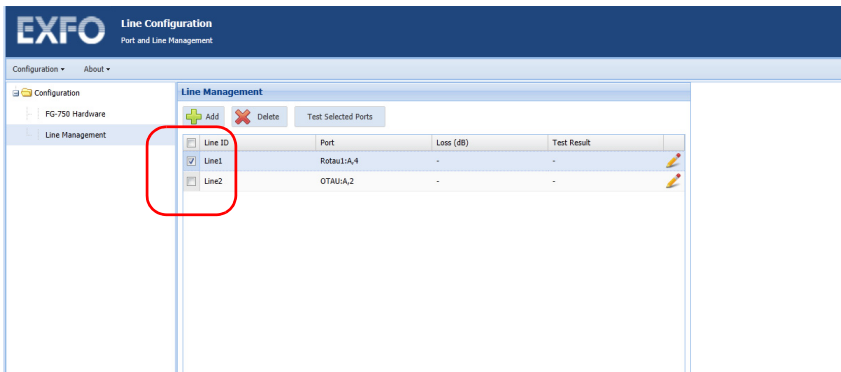 EXFO
Line Configuration
Port and Line Management
Configuration About
Configuration
FG-750 Hardware
Line Management
Line Management
Add Delete Test Selected Ports
Line ID Port Loss (dB) Test Result
Line1 Rotau1:A,4 - -
Line2 OTAU:A,2 - -